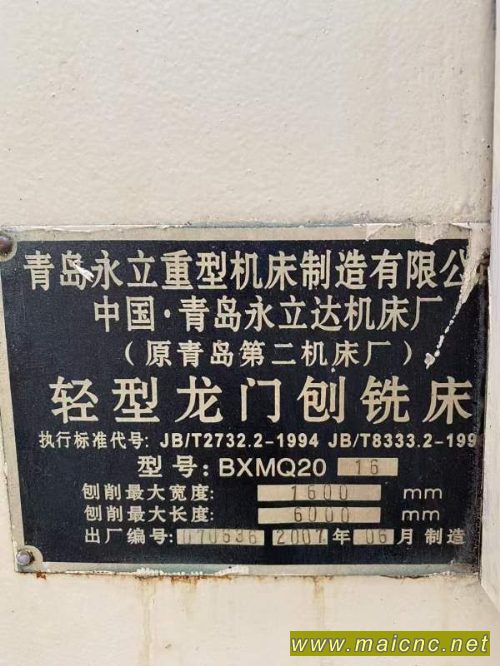 青岛永立重型机床制造有限公
中国·青岛永立达机床厂
(原青岛第二机床厂)
轻型龙门刨铣床
执行标准代号: JB/T2732.2-1994 JB/T8333.2-199
型号: BXMQ20 16
刨削最大宽度: 1600 mm
刨削最大长度: 6000 mm
出厂编号: 070636 2007 年 06 月 制造
www.maicnc.net